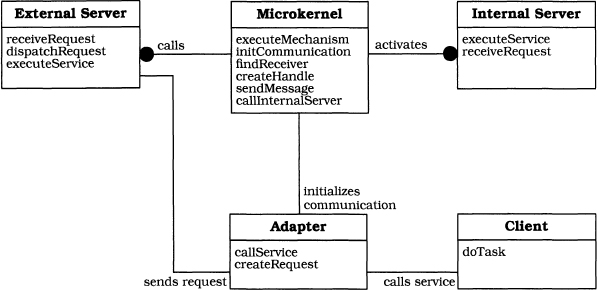 External Server
receiveRequest
dispatchRequest
executeService
calls
Microkernel
executeMechanism
initCommunication
findReceiver
createHandle
sendMessage
callInternalServer
activates
Internal Server
executeService
receiveRequest
initializes
communication
Adapter
callService
createRequest
sends request
calls service
Client
doTask